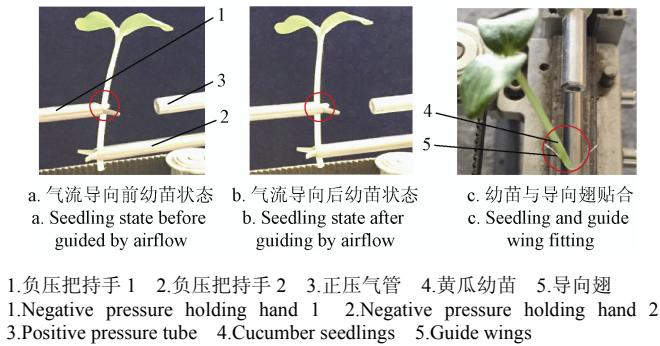 1
3
2
4
5
a. 气流导向前幼苗状态
a. Seedling state before
guided by airflow
b. 气流导向后幼苗状态
b. Seedling state after
guiding by airflow
c. 幼苗与导向翅贴合
c. Seedling and guide
wing fitting
1.负压把持手 1 2.负压把持手 2 3.正压气管 4.黄瓜幼苗 5.导向翅
1.Negative pressure holding hand 1 2.Negative pressure holding hand 2
3.Positive pressure tube 4.Cucumber seedlings 5.Guide wings